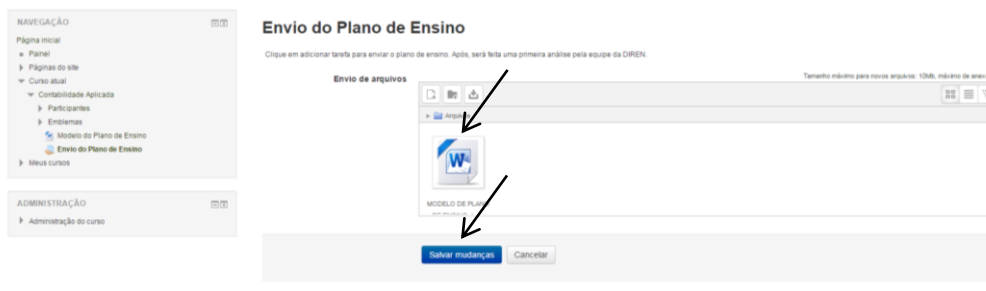 NAVEGAÇÃO
Página inicial
Painel
Páginas do site
Curso atual
Contabilidade Aplicada
Participantes
Emblemas
Modelo do Plano de Ensino
Envio do Plano de Ensino
Meus cursos
ADMINISTRAÇÃO
Administração do curso
Envio do Plano de Ensino
Clique em adicionar tarefa para enviar o plano de ensino. Após, será feita uma primeira análise pela equipe da DIREN.
Envio de arquivos
Tamanho máximo para novos arquivos: 10Mb, máximo de anex
Arquivos
W
MODELO DE PLANO
Salvar mudanças
Cancelar